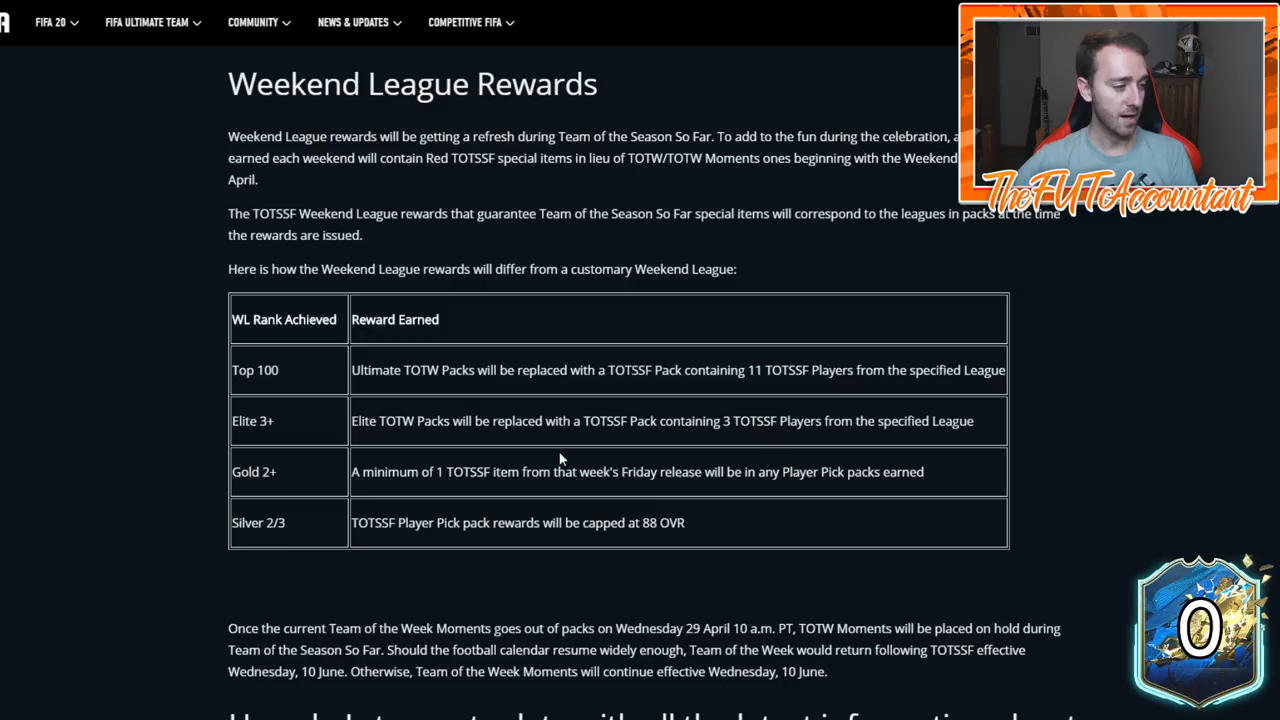 FIFA 20 FIFA ULTIMATE TEAM COMMUNITY NEWS & UPDATES COMPETITIVE FIFA
Weekend League Rewards
Weekend League rewards will be getting a refresh during Team of the Season So Far. To add to the fun during the celebration, a
earned each weekend will contain Red TOTSSF special items in lieu of TOTW/TOTW Moments ones beginning with the Weekend
April.
TheFUTAccountant
The TOTSSF Weekend League rewards that guarantee Team of the Season So Far special items will correspond to the leagues in packs at the time
the rewards are issued.
Here is how the Weekend League rewards will differ from a customary Weekend League:
WL Rank Achieved Reward Earned
Top 100 Ultimate TOTW Packs will be replaced with a TOTSSF Pack containing 11 TOTSSF Players from the specified League
Elite 3+ Elite TOTW Packs will be replaced with a TOTSSF Pack containing 3 TOTSSF Players from the specified League
Gold 2+ A minimum of 1 TOTSSF item from that week's Friday release will be in any Player Pick packs earned
Silver 2/3 TOTSSF Player Pick pack rewards will be capped at 88 OVR
0
Once the current Team of the Week Moments goes out of packs on Wednesday 29 April 10 a.m. PT, TOTW Moments will be placed on hold during
Team of the Season So Far. Should the football calendar resume widely enough, Team of the Week would return following TOTSSF effective
Wednesday, 10 June. Otherwise, Team of the Week Moments will continue effective Wednesday, 10 June.